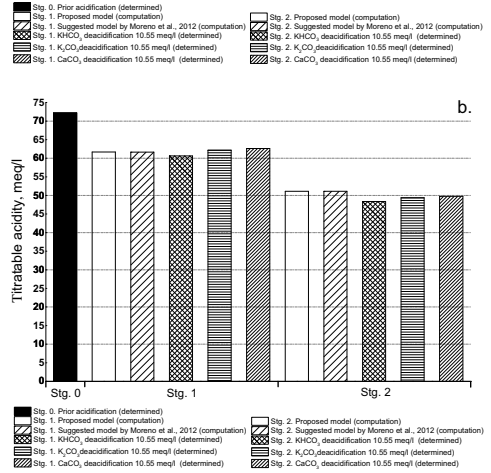 Stg. 0. Prior acidification (determined)
Stg. 1. Proposed model (computation)
Stg. 1. Suggested model by Moreno et al., 2012 (computation)
Stg. 1. KHCO3 deacidification 10.55 meq/l (determined)
Stg. 1. K2CO3 deacidification 10.55 meq/l (determined)
Stg. 1. CaCO3 deacidification 10.55 meq/l (determined)
Stg. 2. Proposed model (computation)
Stg. 2. Suggested model by Moreno et al., 2012 (computation)
Stg. 2. KHCO3 deacidification 10.55 meq/l (determined)
Stg. 2. K2CO3 deacidification 10.55 meq/l (determined)
Stg. 2. CaCO3 deacidification 10.55 meq/l (determined)
b.
Titratable acidity, meq/l
75
70
65
60
55
50
45
40
35
30
25
20
15
10
5
0
Stg. 0 Stg. 1 Stg. 2
Stg. 0. Prior acidification (determined)
Stg. 1. Proposed model (computation)
Stg. 1. Suggested model by Moreno et al., 2012 (computation)
Stg. 1. KHCO3 deacidification 10.55 meq/l (determined)
Stg. 1. K2CO3 deacidification 10.55 meq/l (determined)
Stg. 1. CaCO3 deacidification 10.55 meq/l (determined)
Stg. 2. Proposed model (computation)
Stg. 2. Suggested model by Moreno et al., 2012 (computation)
Stg. 2. KHCO3 deacidification 10.55 meq/l (determined)
Stg. 2. K2CO3 deacidification 10.55 meq/l (determined)
Stg. 2. CaCO3 deacidification 10.55 meq/l (determined)